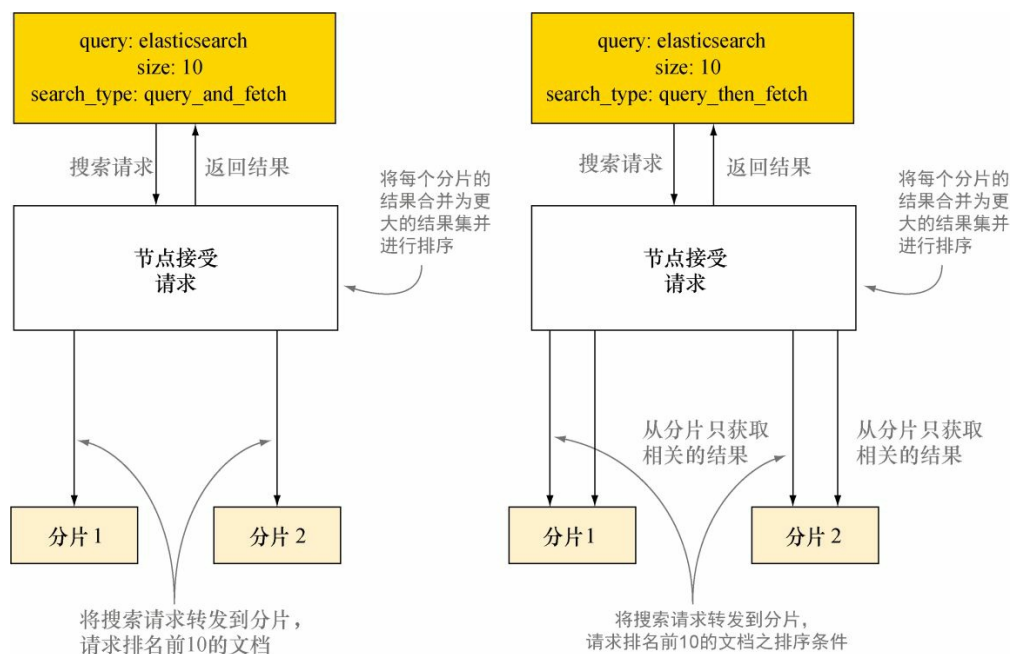 query: elasticsearch
size: 10
search_type: query_and_fetch
搜索请求
返回结果
将每个分片的
结果合并为更
大的结果集并
进行排序
节点接受
请求
分片 1
分片 2
将搜索请求转发到分片，
请求排名前10的文档
query: elasticsearch
size: 10
search_type: query_then_fetch
搜索请求
返回结果
将每个分片的
结果合并为更
大的结果集并
进行排序
节点接受
请求
从分片只获取
相关的结果
从分片只获取
相关的结果
分片1
分片 2
将搜索请求转发到分片，
请求排名前10的文档之排序条件